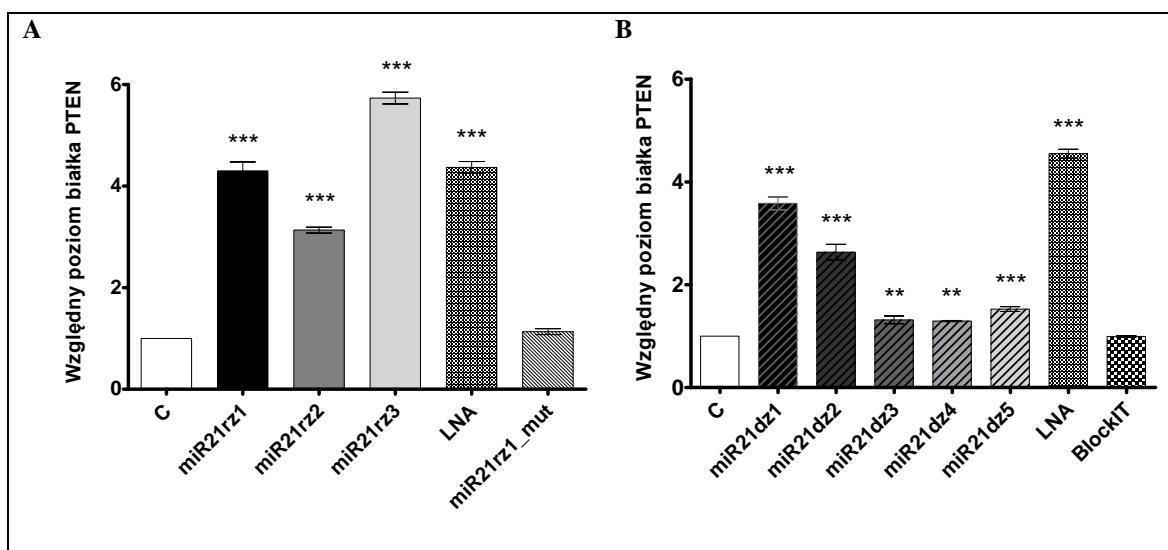 A
Względny poziom białka PTEN
6
4
2
0
***
***
***
***
C
miR21rz1
miR21rz2
miR21rz3
LNA
miR21rz1_mut
B
Względny poziom białka PTEN
6
4
2
0
***
***
**
**
***
***
C
miR21dz1
miR21dz2
miR21dz3
miR21dz4
miR21dz5
LNA
BlockIT